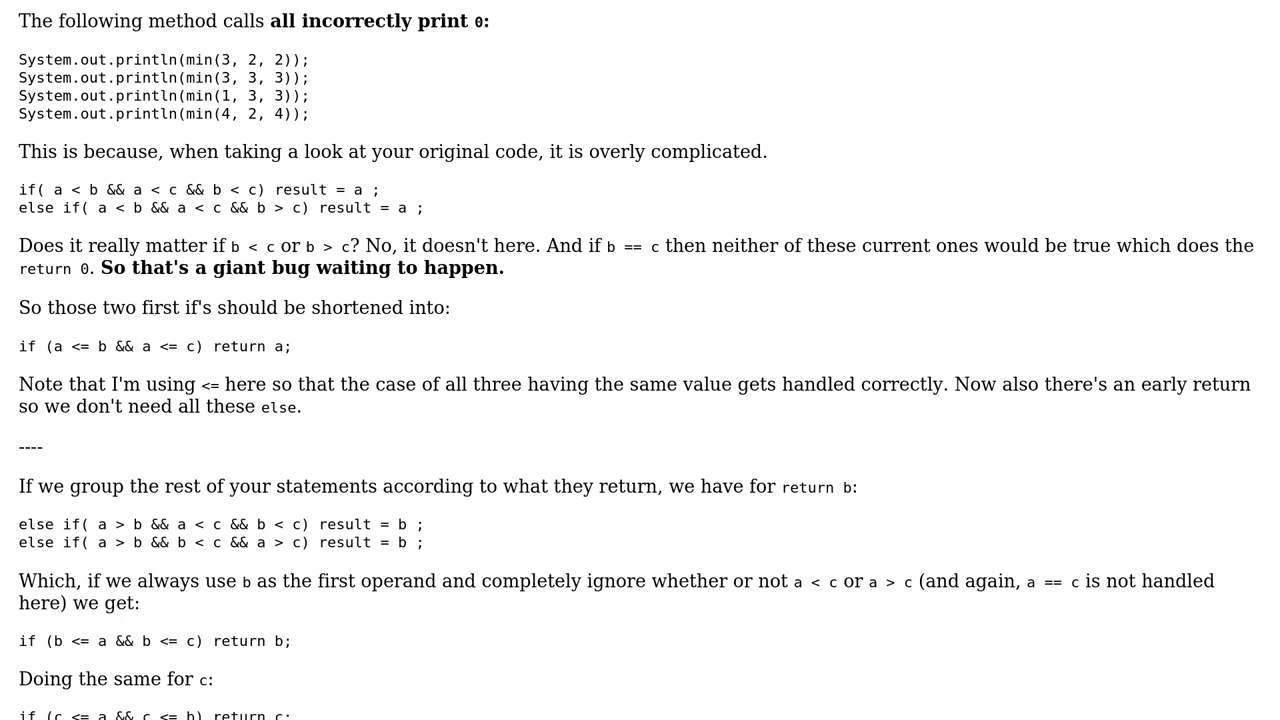 The following method calls all incorrectly print 0:
System.out.println(min(3, 2, 2));
System.out.println(min(3, 3, 3));
System.out.println(min(1, 3, 3));
System.out.println(min(4, 2, 4));
This is because, when taking a look at your original code, it is overly complicated.
if( a < b && a < c && b < c) result = a ;
else if( a < b && a < c && b > c) result = a ;
Does it really matter if b < c or b > c? No, it doesn't here. And if b == c then neither of these current ones would be true which does the
return 0. So that's a giant bug waiting to happen.
So those two first if's should be shortened into:
if (a <= b && a <= c) return a;
Note that I'm using <= here so that the case of all three having the same value gets handled correctly. Now also there's an early return
so we don't need all these else.
----
If we group the rest of your statements according to what they return, we have for return b:
else if( a > b && a < c && b < c) result = b ;
else if( a > b && b < c && a > c) result = b ;
Which, if we always use b as the first operand and completely ignore whether or not a < c or a > c (and again, a == c is not handled
here) we get:
if (b <= a && b <= c) return b;
Doing the same for c:
if (c <= a && c <= b) return c;